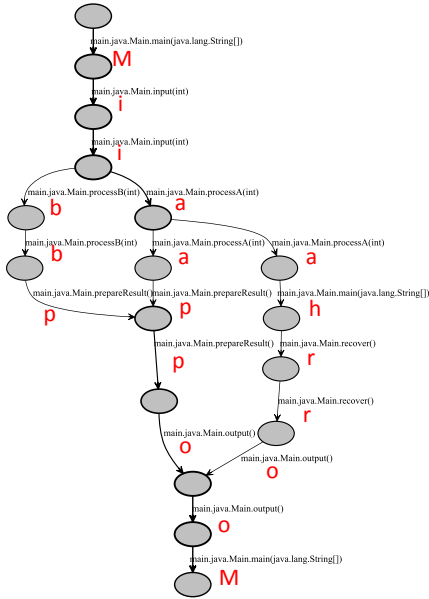 main.java.Main.main(java.lang.String[])
M
main.java.Main.input(int)
i
main.java.Main.input(int)
i
main.java.Main.processB(int)
b
main.java.Main.processA(int)
a
main.java.Main.processB(int)
b
main.java.Main.processA(int)
a
main.java.Main.processA(int)
a
main.java.Main.prepareResult()
p
main.java.Main.prepareResult()
p
main.java.Main.main(java.lang.String[])
h
main.java.Main.prepareResult()
p
main.java.Main.recover()
r
main.java.Main.recover()
r
main.java.Main.output()
o
main.java.Main.output()
o
main.java.Main.output()
o
main.java.Main.main(java.lang.String[])
M